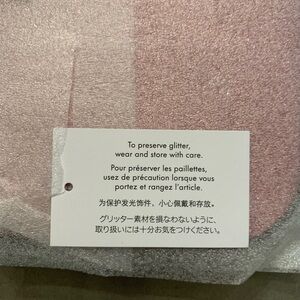 To preserve glitter,
wear and store with care.
Pour préserver les paillettes,
usez de précaution lorsque vous
portez et rangez l'article.
为保护发光饰件，小心佩戴和存放。
グリッター素材を損なわないように、
取り扱いには十分お気をつけください。